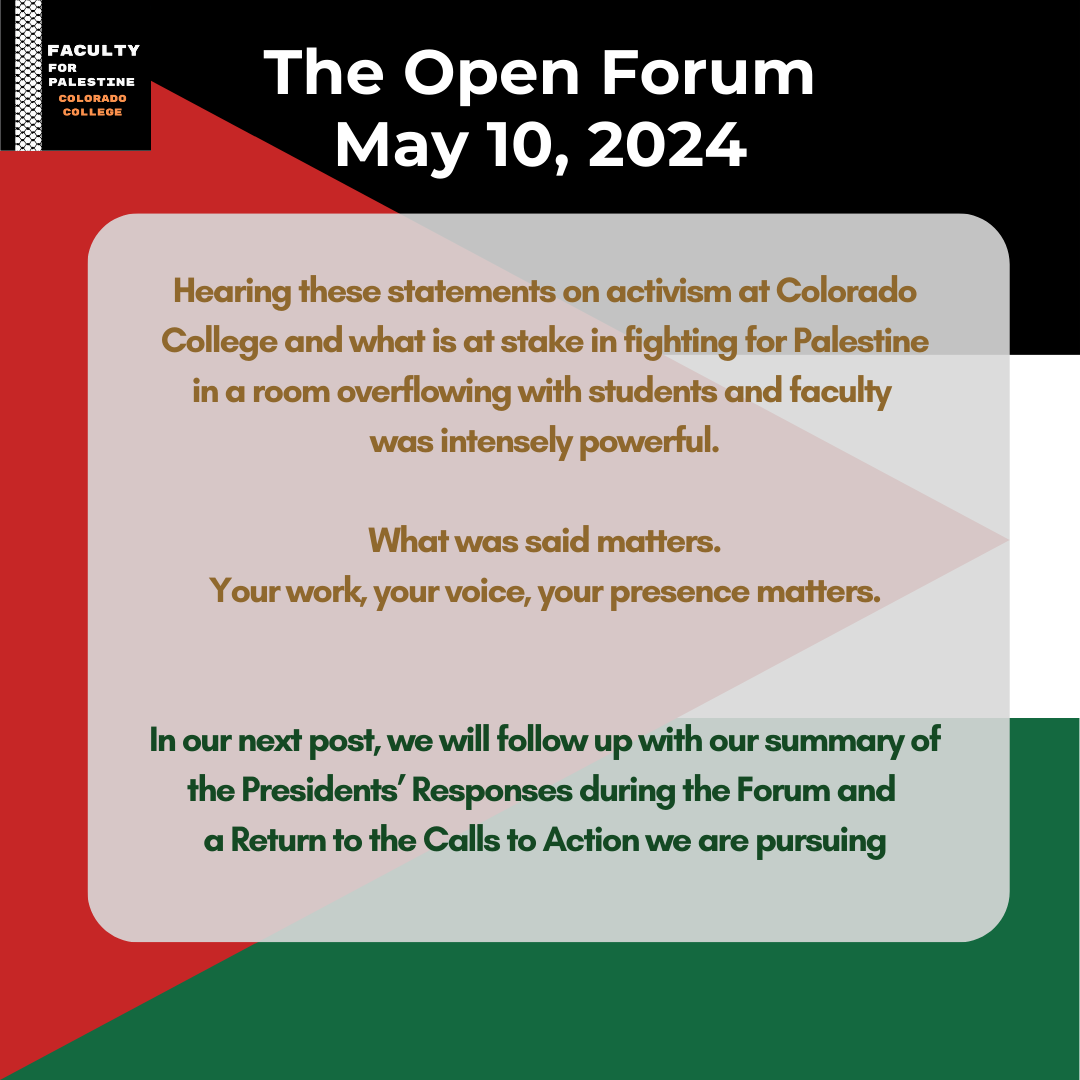 FACULTY
FOR
PALESTINE
COLORADO
COLLEGE
The Open Forum
May 10, 2024
Hearing these statements on activism at Colorado
College and what is at stake in fighting for Palestine
in a room overflowing with students and faculty
was intensely powerful.
What was said matters.
Your work, your voice, your presence matters.
In our next post, we will follow up with our summary of
the Presidents’ Responses during the Forum and
a Return to the Calls to Action we are pursuing